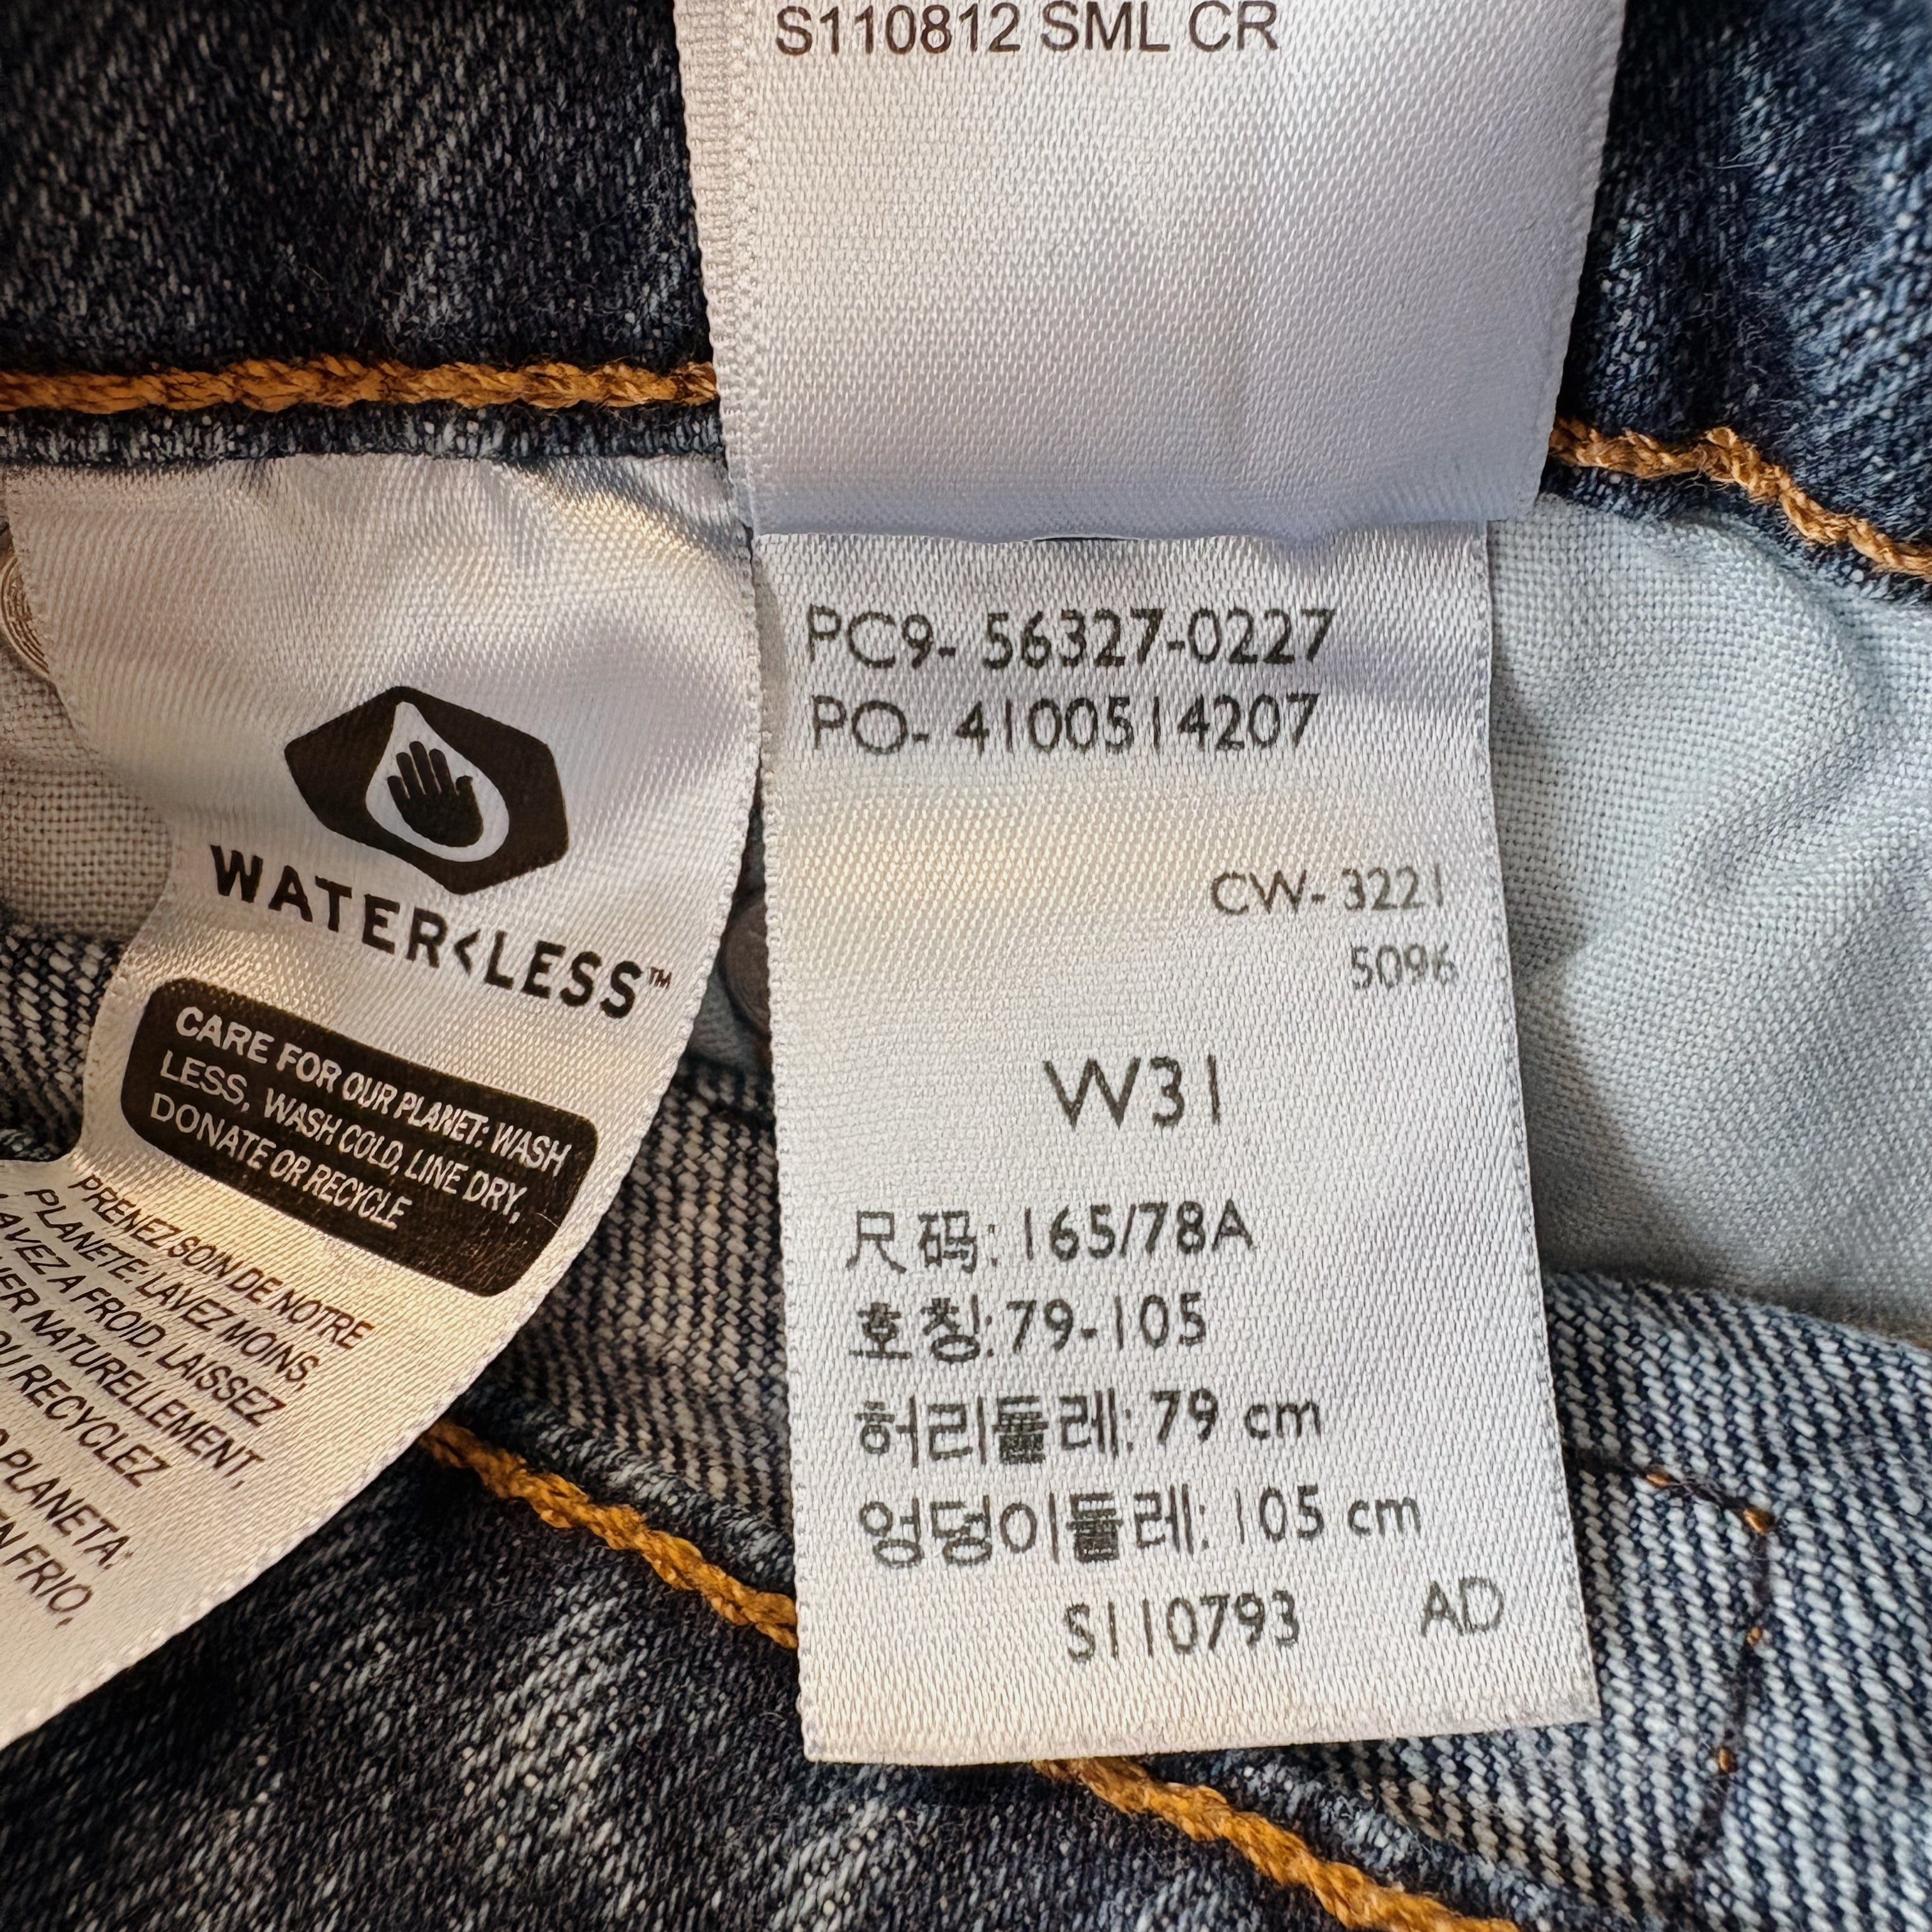 S110812 SML CR
WATER<LESS™
CARE FOR OUR PLANET: WASH
LESS, WASH COLD, LINE DRY,
DONATE OR RECYCLE
PRENEZ SOIN DE NOTRE
PLANETE: LAVEZ MOINS,
LAVEZ A FROID, LAISSEZ
NATURELLEMENT,
OU RECYCLEZ
PLANETA:
EN FRIO,
PC9- 56327-0227
PO- 4100514207
CW- 3221
5096
W31
尺码: 165/78A
호칭: 79-105
허리둘레: 79 cm
엉덩이둘레: 105 cm
S110793 AD